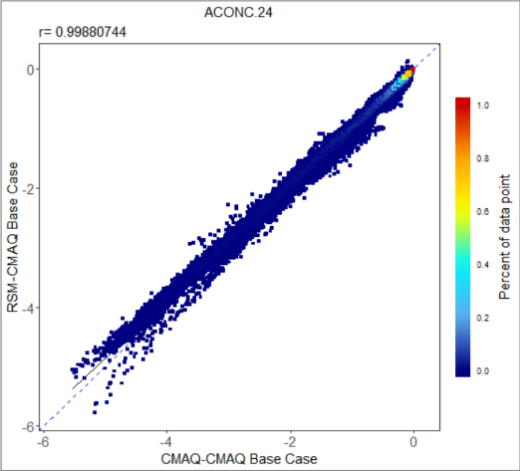 ACONC.24
r= 0.99880744
0
-2
-4
-6
-6
-4
-2
0
RSM-CMAQ Base Case
CMAQ-CMAQ Base Case
1.0
0.8
0.6
0.4
0.2
0.0
Percent of data point